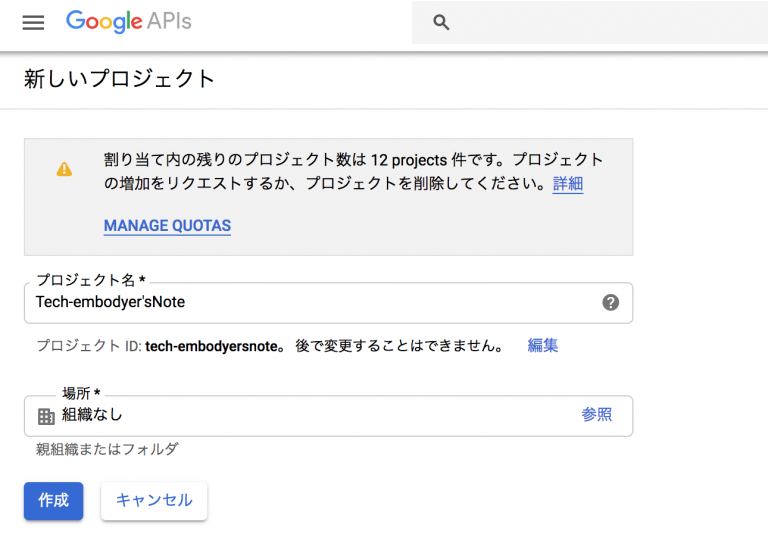 Google APIs
新しいプロジェクト
割り当て内の残りのプロジェクト数は 12 projects 件です。プロジェクト
の増加をリクエストするか、プロジェクトを削除してください。詳細
MANAGE QUOTAS
プロジェクト名 *
Tech-embodyer'sNote
プロジェクト ID: tech-embodyersnote。 後で変更することはできません。 編集
場所 *
組織なし 参照
親組織またはフォルダ
作成 キャンセル